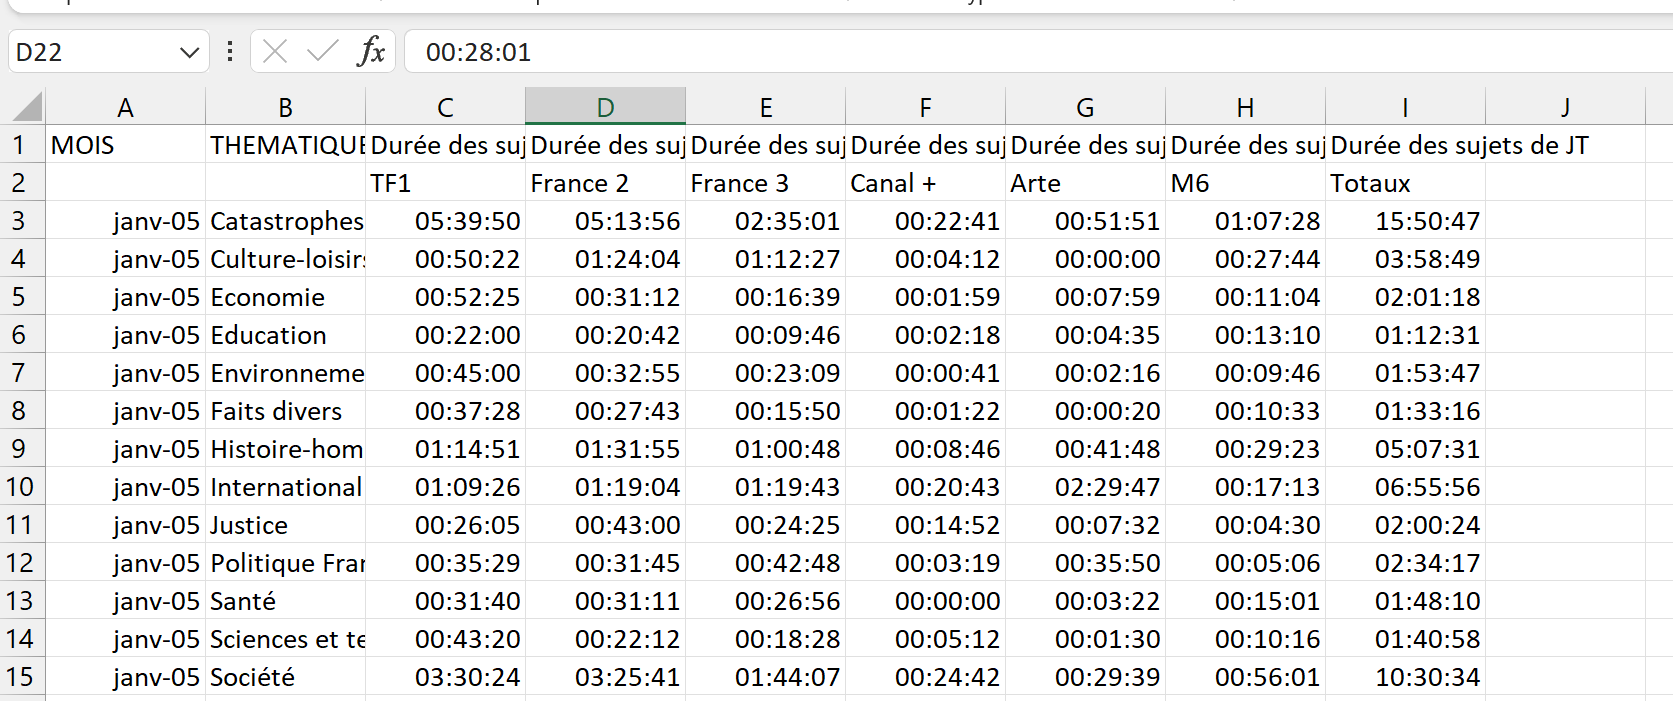 D22 fx 00:28:01
A B C D E F G H I J
1 MOIS THEMATIQUE Durée des suj Durée des suj Durée des suj Durée des suj Durée des suj Durée des suj Durée des sujets de JT
2 TF1 France 2 France 3 Canal + Arte M6 Totaux
3 janv-05 Catastrophes 05:39:50 05:13:56 02:35:01 00:22:41 00:51:51 01:07:28 15:50:47
4 janv-05 Culture-loisirs 00:50:22 01:24:04 01:12:27 00:04:12 00:00:00 00:27:44 03:58:49
5 janv-05 Economie 00:52:25 00:31:12 00:16:39 00:01:59 00:07:59 00:11:04 02:01:18
6 janv-05 Education 00:22:00 00:20:42 00:09:46 00:02:18 00:04:35 00:13:10 01:12:31
7 janv-05 Environneme 00:45:00 00:32:55 00:23:09 00:00:41 00:02:16 00:09:46 01:53:47
8 janv-05 Faits divers 00:37:28 00:27:43 00:15:50 00:01:22 00:00:20 00:10:33 01:33:16
9 janv-05 Histoire-hom 01:14:51 01:31:55 01:00:48 00:08:46 00:41:48 00:29:23 05:07:31
10 janv-05 International 01:09:26 01:19:04 01:19:43 00:20:43 02:29:47 00:17:13 06:55:56
11 janv-05 Justice 00:26:05 00:43:00 00:24:25 00:14:52 00:07:32 00:04:30 02:00:24
12 janv-05 Politique Fran 00:35:29 00:31:45 00:42:48 00:03:19 00:35:50 00:05:06 02:34:17
13 janv-05 Santé 00:31:40 00:31:11 00:26:56 00:00:00 00:03:22 00:15:01 01:48:10
14 janv-05 Sciences et te 00:43:20 00:22:12 00:18:28 00:05:12 00:01:30 00:10:16 01:40:58
15 janv-05 Société 03:30:24 03:25:41 01:44:07 00:24:42 00:29:39 00:56:01 10:30:34